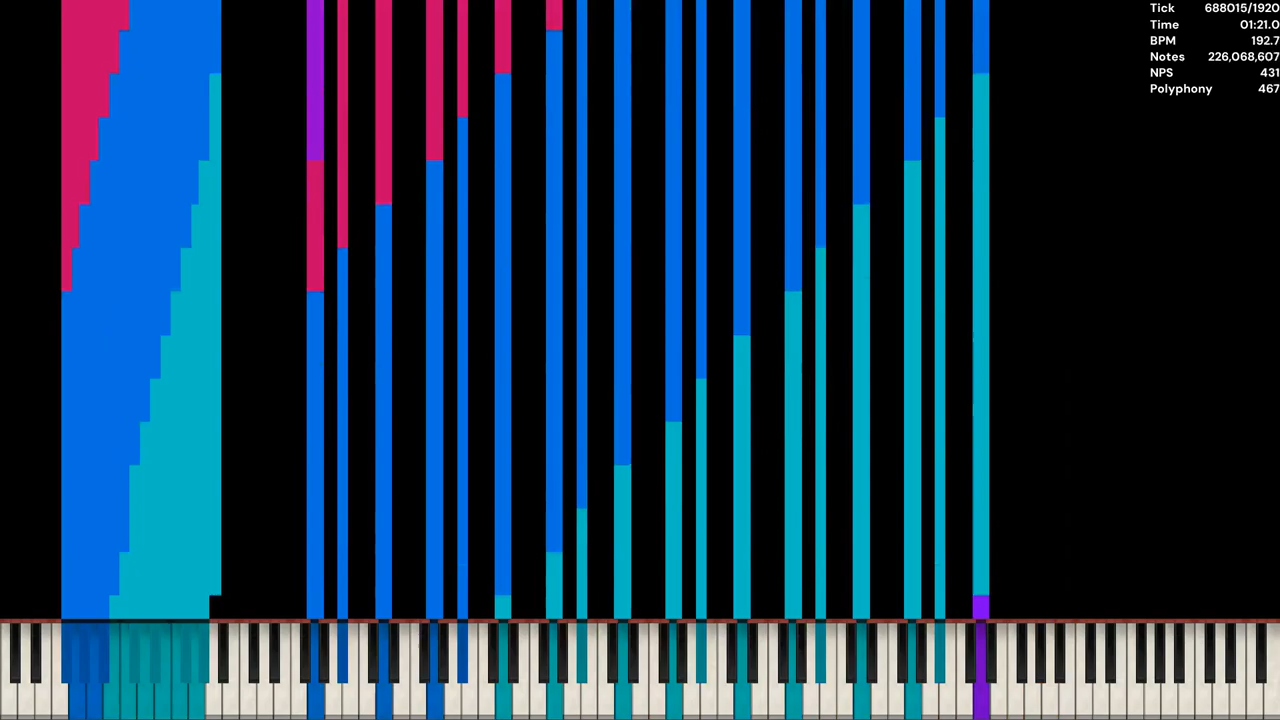 Tick 688015/1920
Time 01:21.0
BPM 192.7
Notes 226,068,607
NPS 431
Polyphony 467